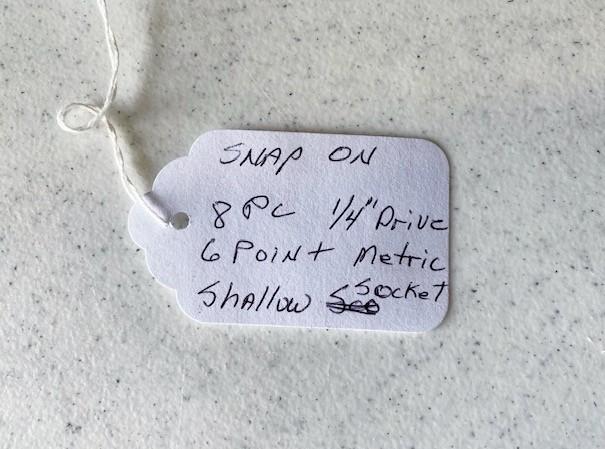 SNAP ON
8 PC 1/4" Drive
6 Point Metric
Shallow Socket